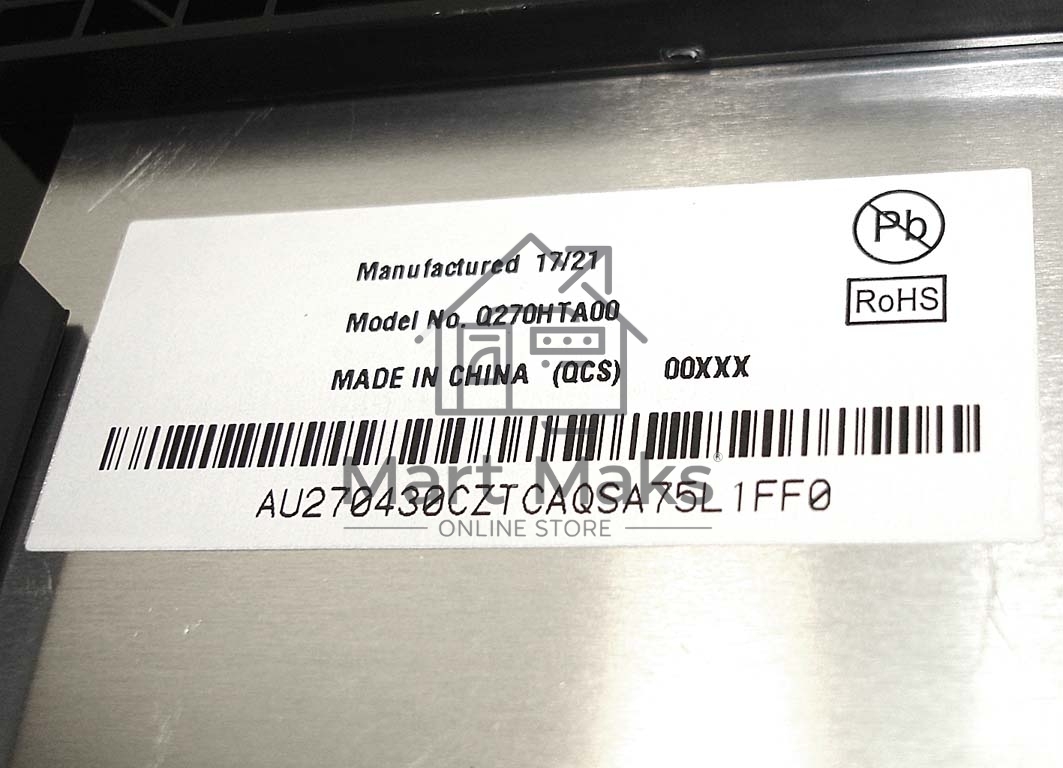 Pb
Manufactured 17/21
RoHS
Model No. Q270HTA00
MADE IN CHINA (QCS) 00XXX
Mart Maks®
AU270430CZTCAQSA75L1FF0
ONLINE STORE